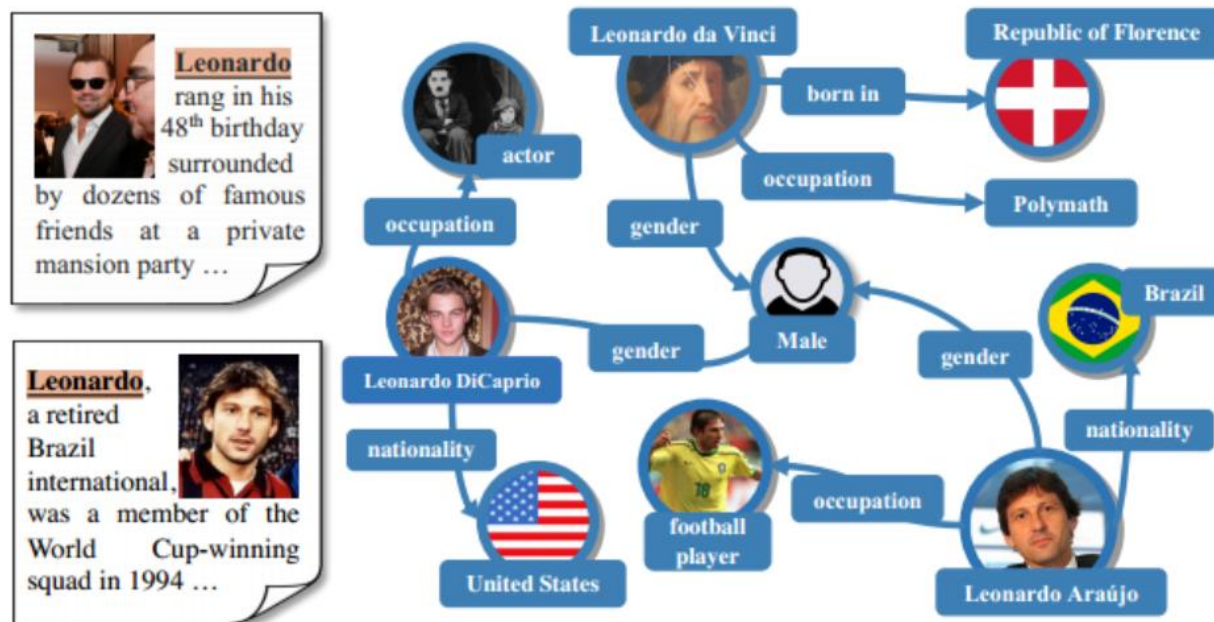 Leonardo
rang in his
48th birthday
surrounded
by dozens of famous
friends at a private
mansion party …
Leonardo,
a retired
Brazil
international,
was a member of the
World Cup-winning
squad in 1994 …
Leonardo da Vinci
Republic of Florence
born in
actor
occupation
Polymath
occupation
gender
Brazil
Male
gender
gender
Leonardo DiCaprio
nationality
nationality
18
occupation
football
player
United States
Leonardo Araújo